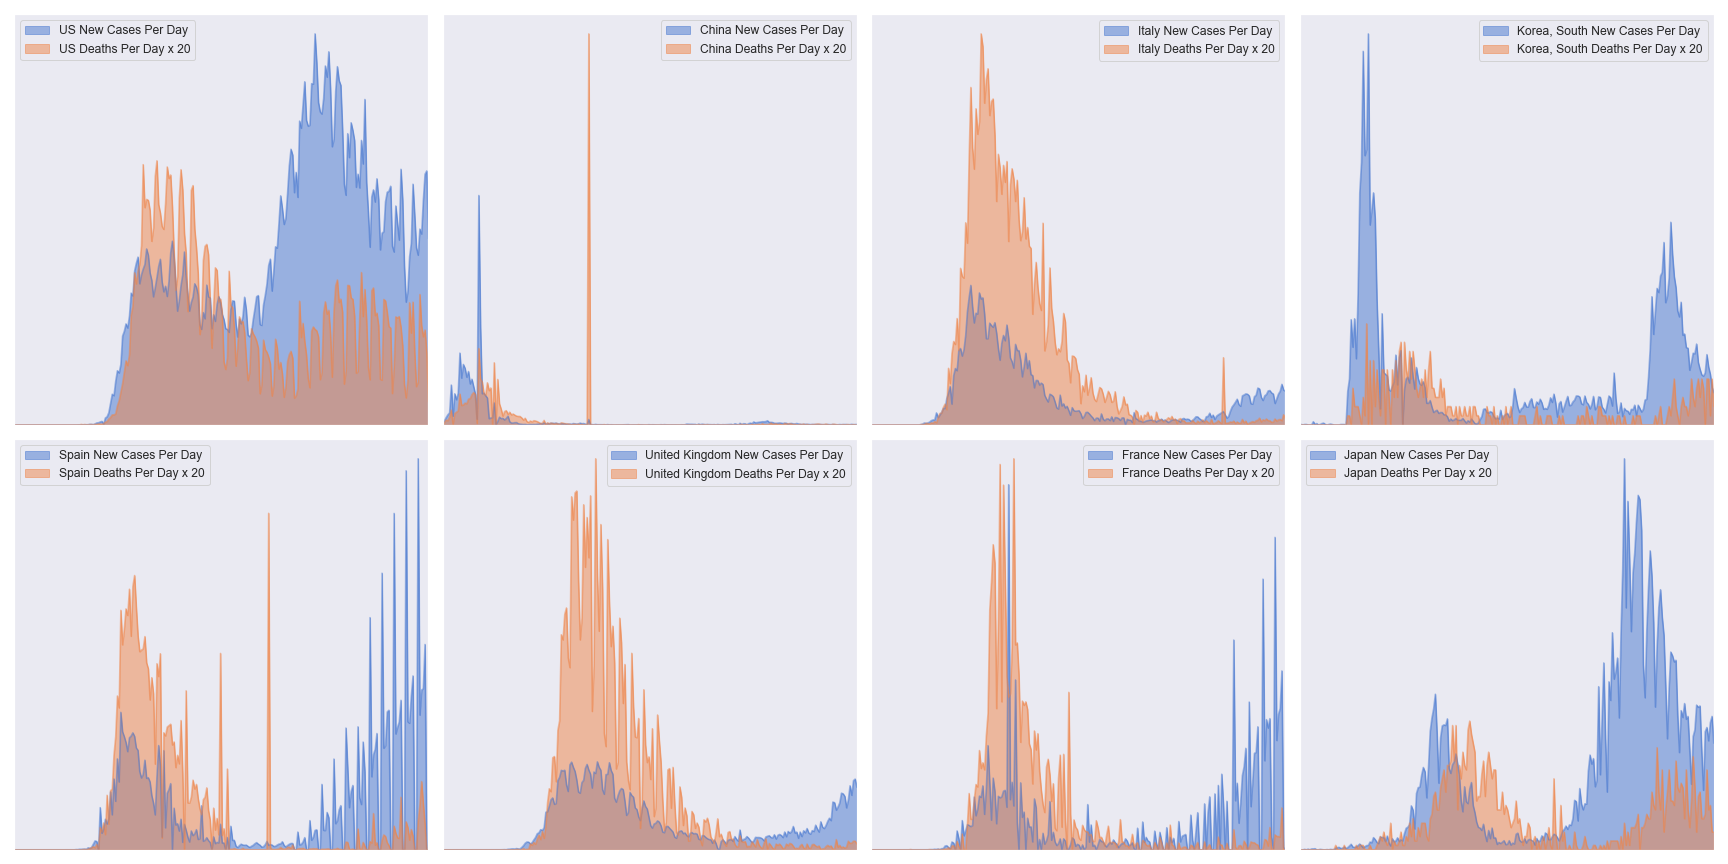 US New Cases Per Day
US Deaths Per Day x 20
China New Cases Per Day
China Deaths Per Day x 20
Italy New Cases Per Day
Italy Deaths Per Day x 20
Korea, South New Cases Per Day
Korea, South Deaths Per Day x 20
Spain New Cases Per Day
Spain Deaths Per Day x 20
United Kingdom New Cases Per Day
United Kingdom Deaths Per Day x 20
France New Cases Per Day
France Deaths Per Day x 20
Japan New Cases Per Day
Japan Deaths Per Day x 20